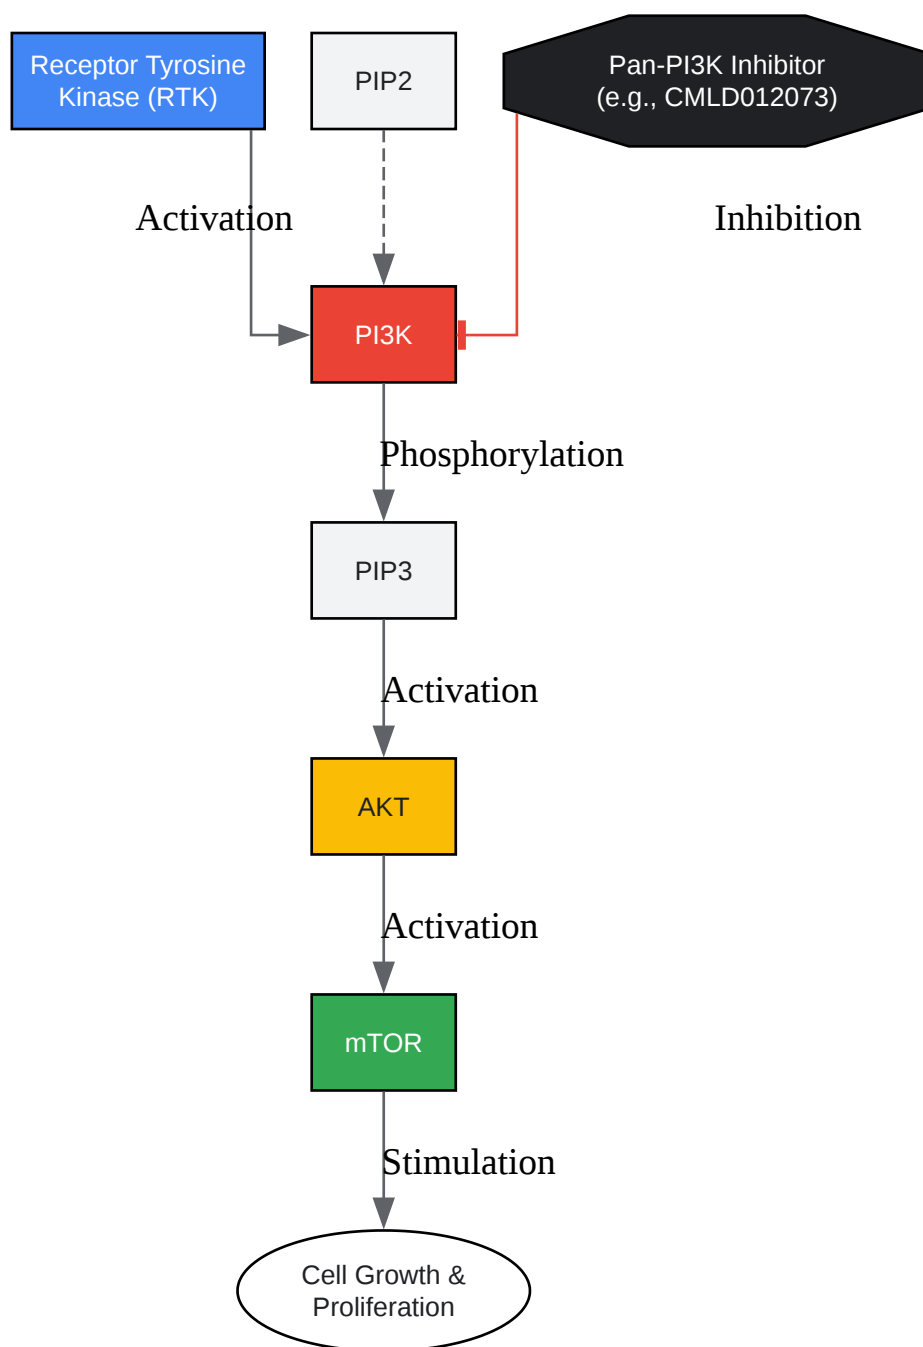 Receptor Tyrosine
Kinase (RTK)
PIP2
Pan-PI3K Inhibitor
(e.g., CMLD012073)
Activation
Inhibition
PI3K
Phosphorylation
PIP3
Activation
AKT
Activation
mTOR
Stimulation
Cell Growth &
Proliferation